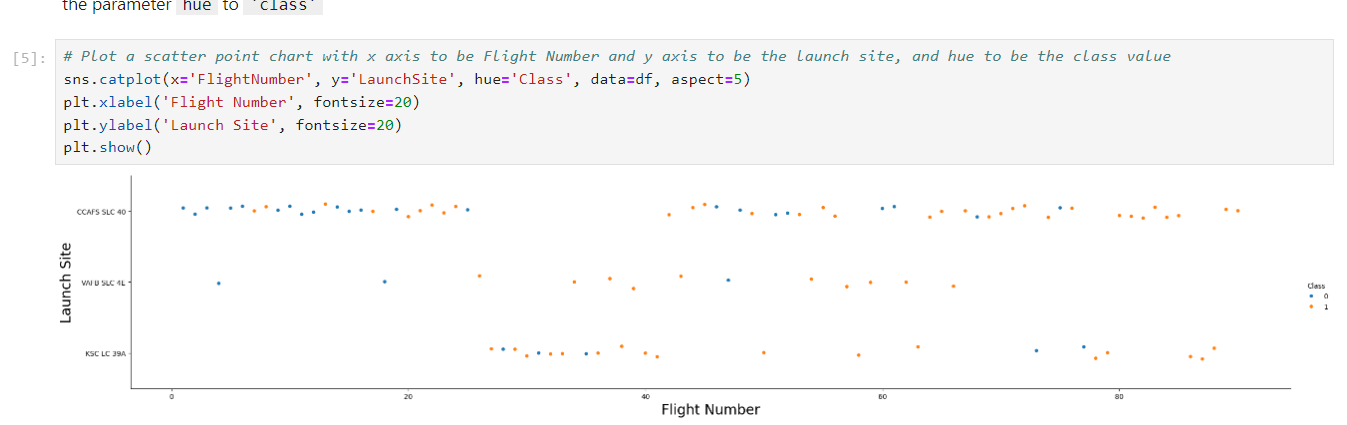 the parameter hue to 'class'
[5]: # Plot a scatter point chart with x axis to be Flight Number and y axis to be the launch site, and hue to be the class value
sns.catplot(x='FlightNumber', y='LaunchSite', hue='Class', data=df, aspect=5)
plt.xlabel('Flight Number', fontsize=20)
plt.ylabel('Launch Site', fontsize=20)
plt.show()
CCAFS SLC 40
VAFB SLC 4E
KSC LC 39A
Launch Site
Class
0
1
0 20 40 60 80
Flight Number